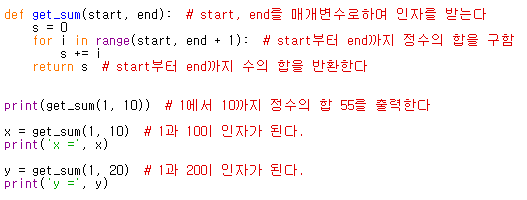 def get_sum(start, end):  # start, end를 매개변수로하며 인자를 받는다
    s = 0
    for i in range(start, end + 1):  # start부터 end까지 정수의 합을 구함
        s += i
    return s  # start부터 end까지 수의 합을 반환한다
print(get_sum(1, 10))  # 1에서 10까지 정수의 합 55을 출력한다
x = get_sum(1, 10)  # 1과 10이 인자가 된다.
print('x =', x)
y = get_sum(1, 20)  # 1과 20이 인자가 된다.
print('y =', y)